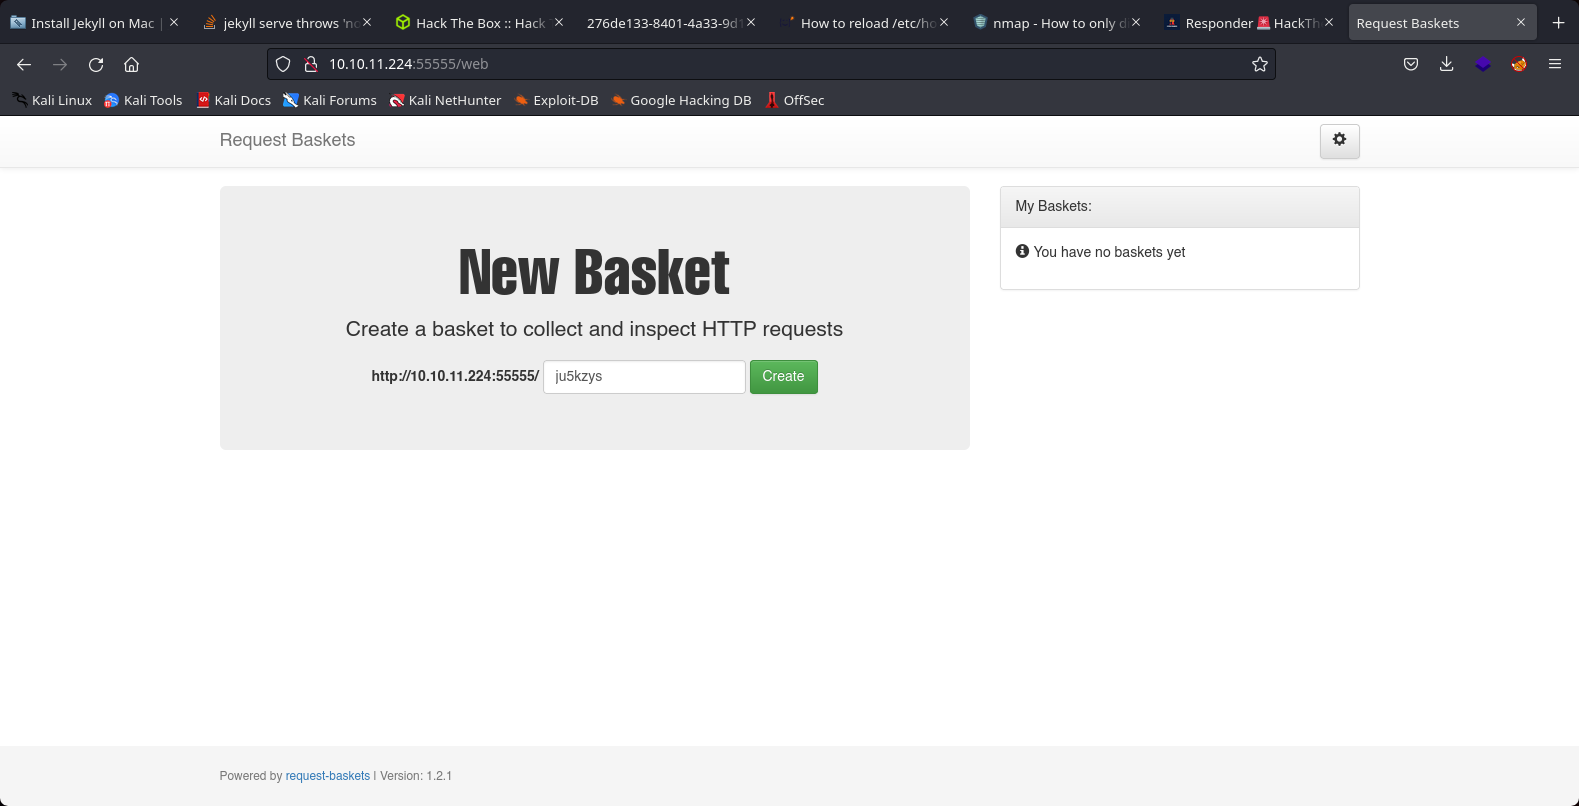 Install Jekyll on Mac |
jekyll serve throws 'no
Hack The Box :: Hack
276de133-8401-4a33-9d1
How to reload /etc/ho
nmap - How to only di
Responder 🚨 HackTh
Request Baskets
10.10.11.224:55555/web
Kali Linux
Kali Tools
Kali Docs
Kali Forums
Kali NetHunter
Exploit-DB
Google Hacking DB
OffSec
Request Baskets
New Basket
Create a basket to collect and inspect HTTP requests
http://10.10.11.224:55555/ ju5kzys Create
My Baskets:
You have no baskets yet
Powered by request-baskets | Version: 1.2.1